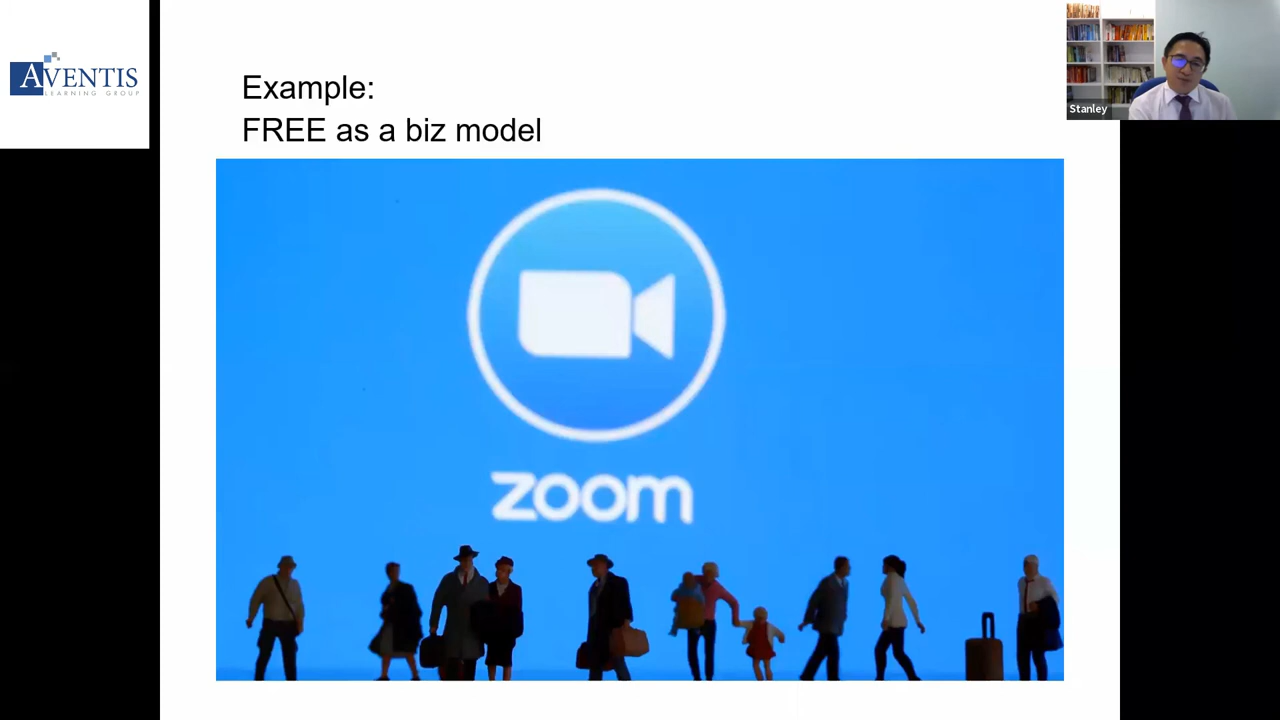 AVENTIS
LEARNING GROUP
Example:
FREE as a biz model
Stanley
zoom